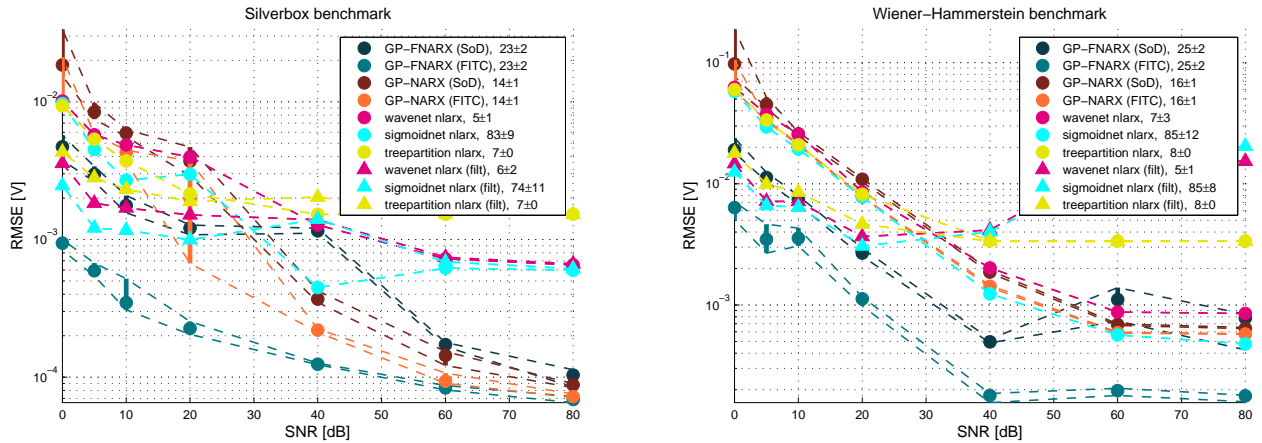 Silverbox benchmark
RMSE [V]
10⁻²
10⁻³
10⁻⁴
0 10 20 30 40 50 60 70 80
SNR [dB]
GP−FNARX (SoD), 23±2
GP−FNARX (FITC), 23±2
GP−NARX (SoD), 14±1
GP−NARX (FITC), 14±1
wavenet nlarx, 5±1
sigmoidnet nlarx, 83±9
treepartition nlarx, 7±0
wavenet nlarx (filt), 6±2
sigmoidnet nlarx (filt), 74±11
treepartition nlarx (filt), 7±0
Wiener−Hammerstein benchmark
RMSE [V]
10⁻¹
10⁻²
10⁻³
0 10 20 30 40 50 60 70 80
SNR [dB]
GP−FNARX (SoD), 25±2
GP−FNARX (FITC), 25±2
GP−NARX (SoD), 16±1
GP−NARX (FITC), 16±1
wavenet nlarx, 7±3
sigmoidnet nlarx, 85±12
treepartition nlarx, 8±0
wavenet nlarx (filt), 5±1
sigmoidnet nlarx (filt), 85±8
treepartition nlarx (filt), 8±0